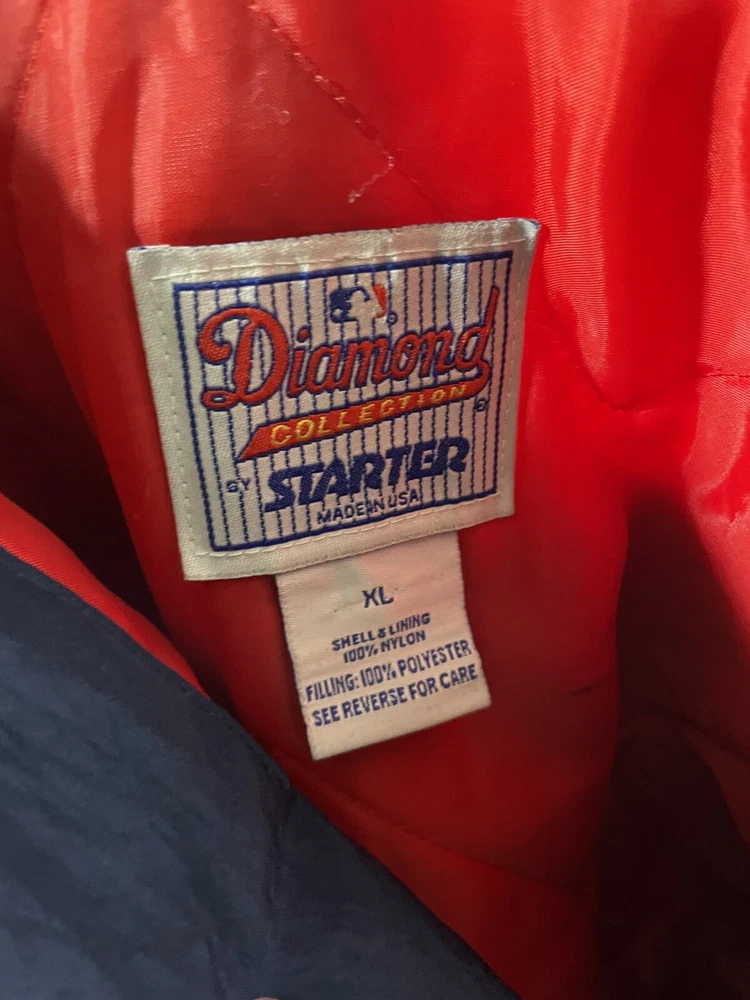 Diamond
COLLECTION®
BY STARTER
MADE IN USA
XL
SHELL & LINING
100% NYLON
FILLING: 100% POLYESTER
SEE REVERSE FOR CARE